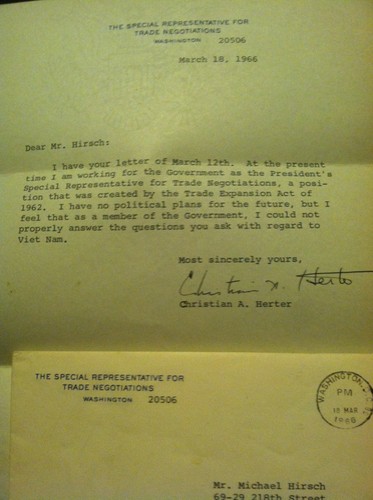 THE SPECIAL REPRESENTATIVE FOR
TRADE NEGOTIATIONS
WASHINGTON 20506
March 18, 1966
Dear Mr. Hirsch:
I have your letter of March 12th. At the present
time I am working for the Government as the President's
Special Representative for Trade Negotiations, a posi-
tion that was created by the Trade Expansion Act of
1962. I have no political plans for the future, but I
feel that as a member of the Government, I could not
properly answer the questions you ask with regard to
Viet Nam.
Most sincerely yours,
Christian A. Herter
Christian A. Herter
THE SPECIAL REPRESENTATIVE FOR
TRADE NEGOTIATIONS
WASHINGTON 20506
WASHINGTON,
PM
18 MAR
1966
Mr. Michael Hirsch
69-29 218th Street